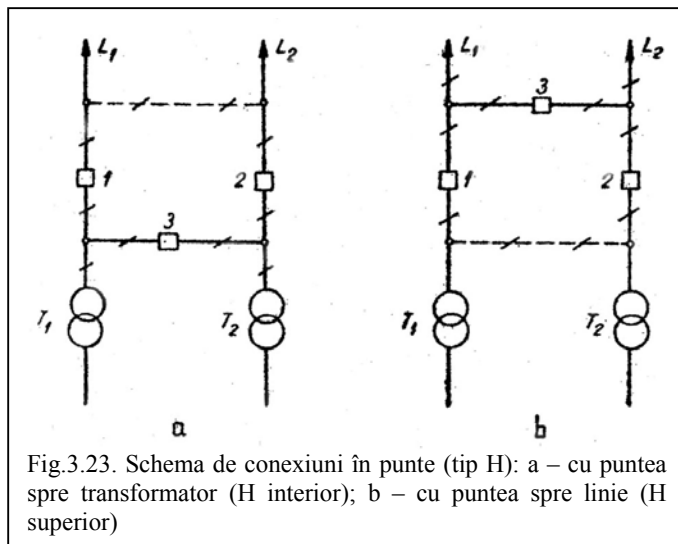 L1 L2 L1 L2
3
1 2 1 2
3
T1 T2 T1 T2
a b
Fig.3.23. Schema de conexiuni în punte (tip H): a – cu puntea
spre transformator (H interior); b – cu puntea spre linie (H
superior)